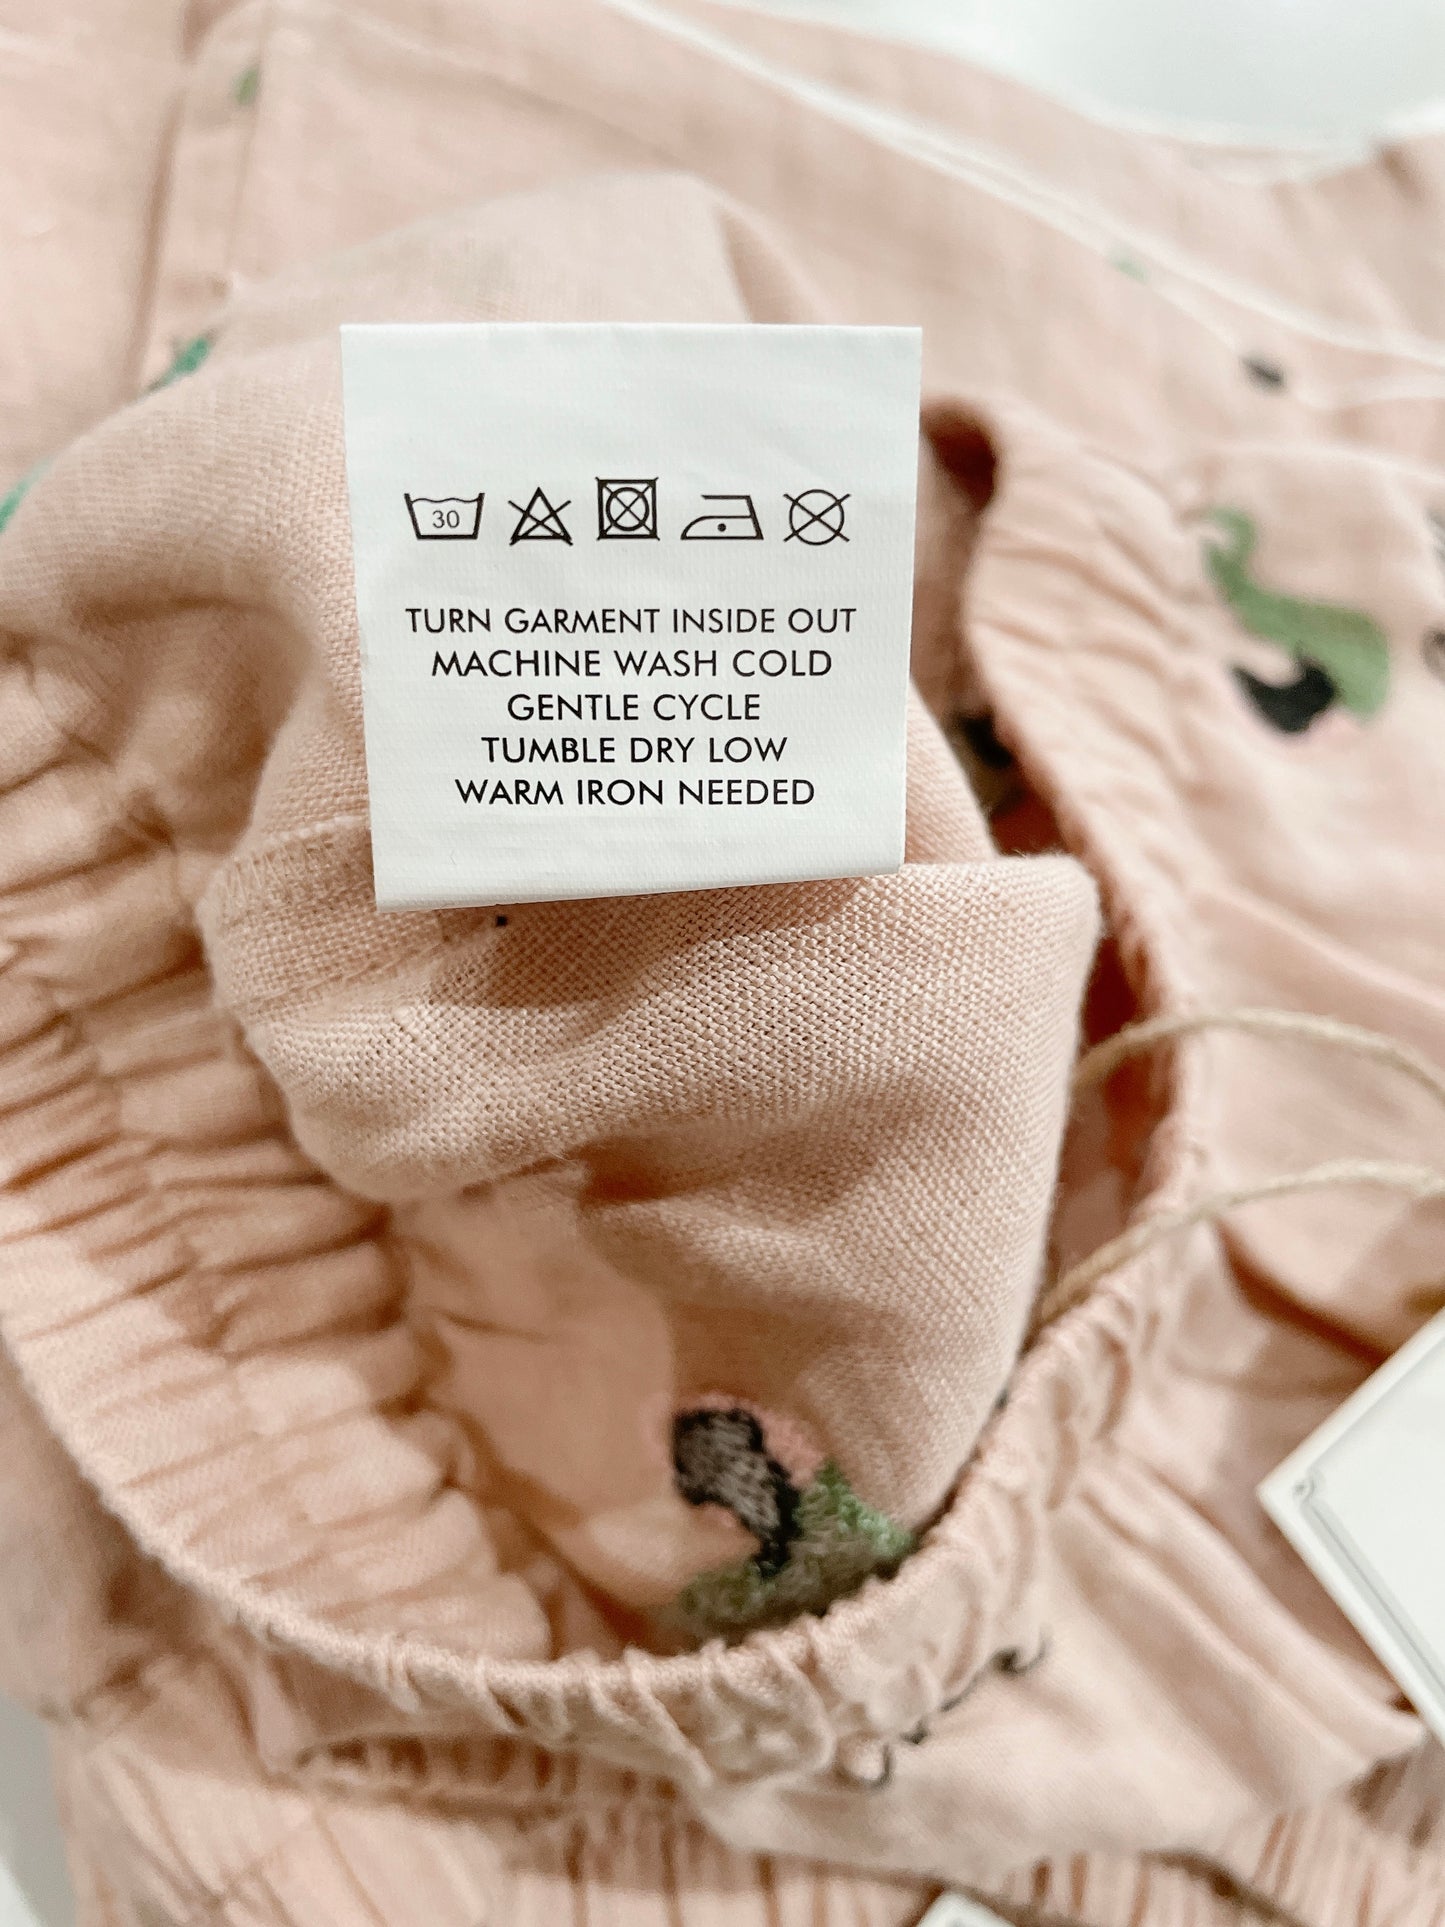 30
TURN GARMENT INSIDE OUT
MACHINE WASH COLD
GENTLE CYCLE
TUMBLE DRY LOW
WARM IRON NEEDED